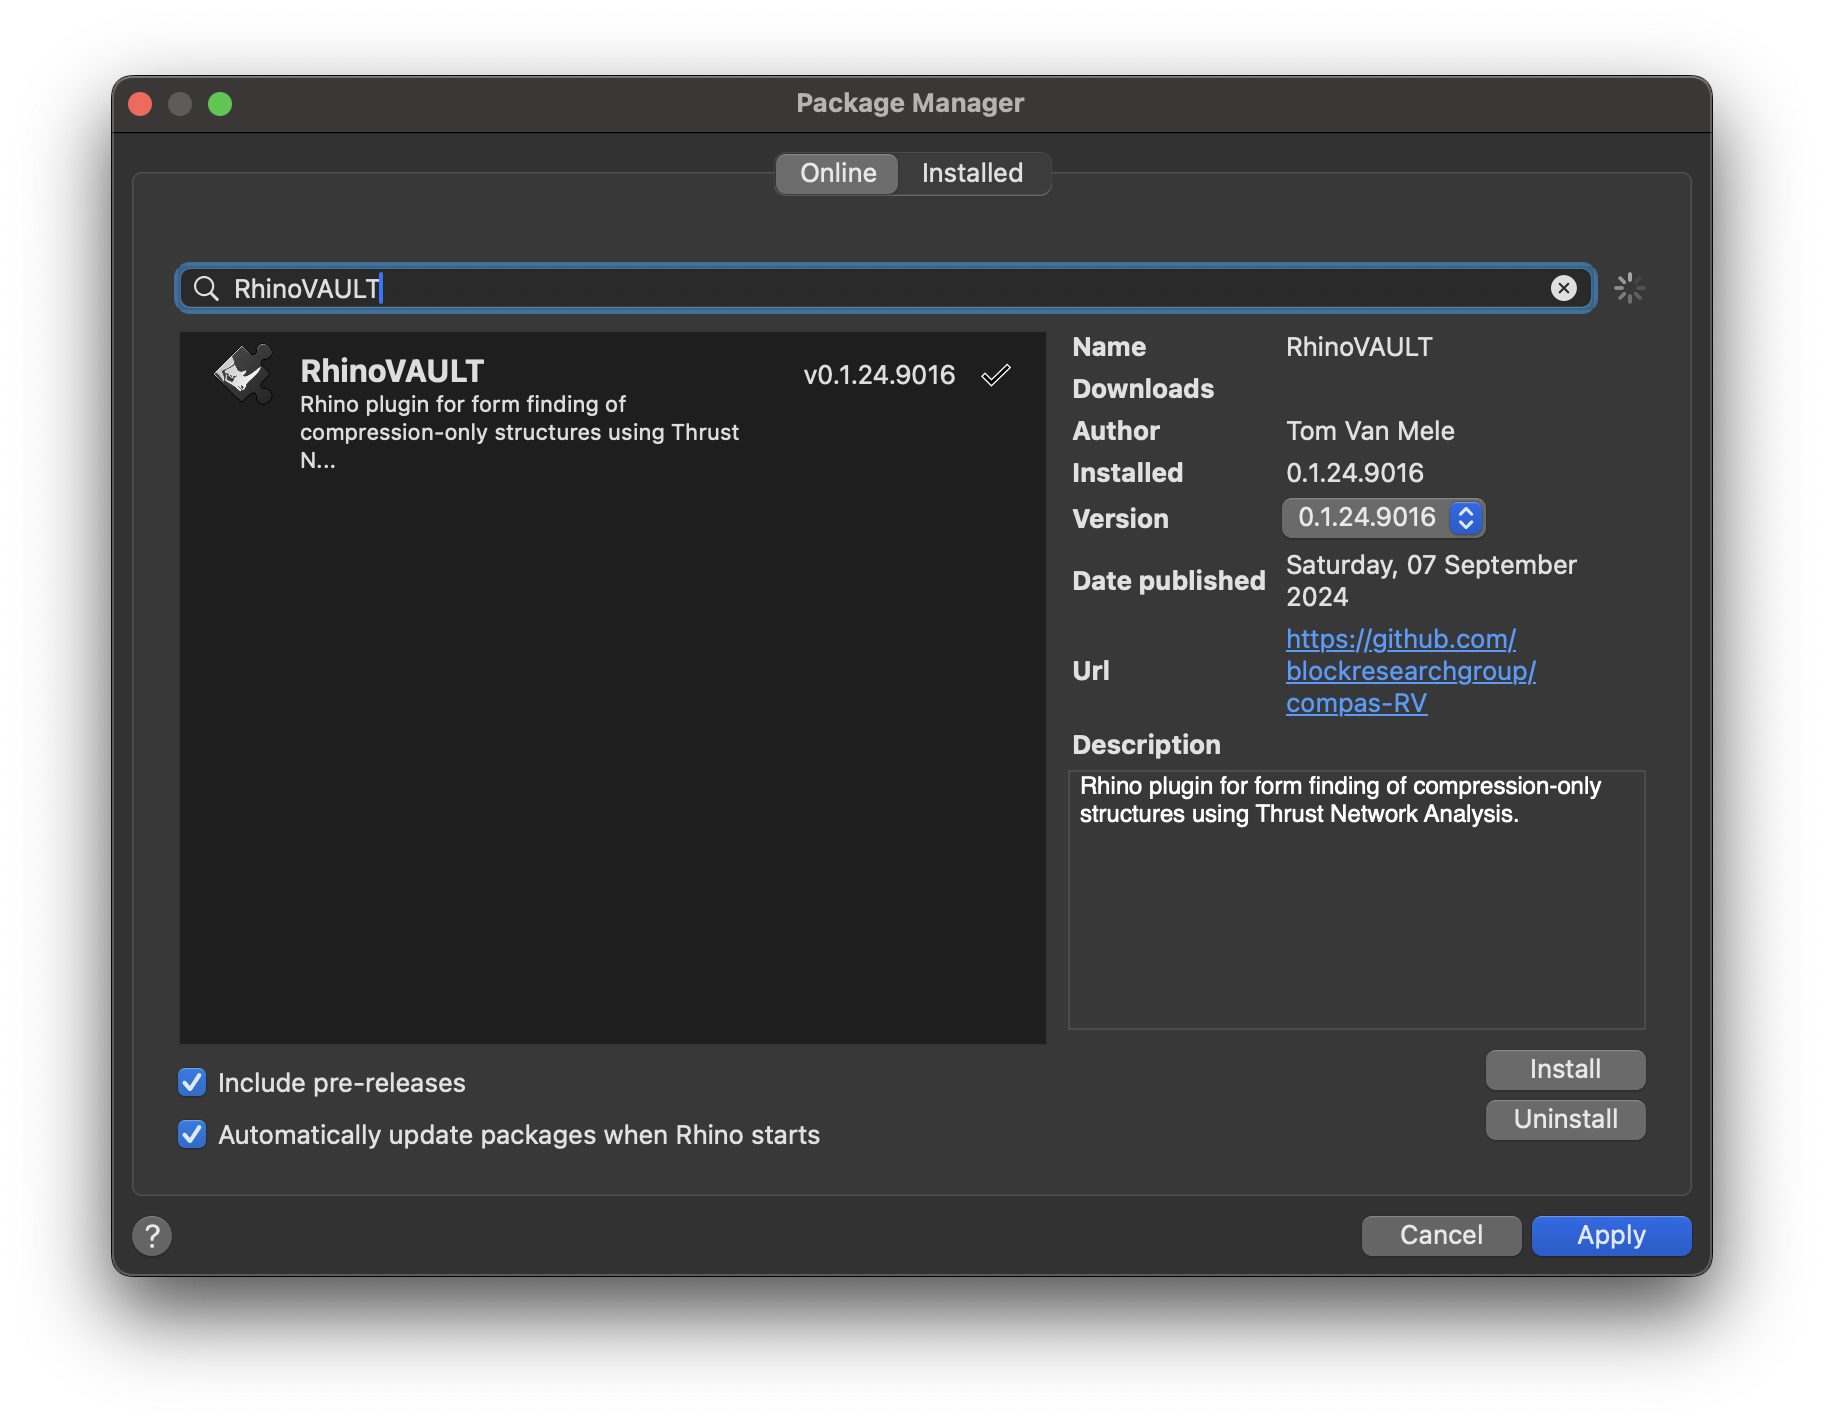 Package Manager
Online
Installed
RhinoVAULT
RhinoVAULT
v0.1.24.9016
Rhino plugin for form finding of
compression-only structures using Thrust
N...
Name
RhinoVAULT
Downloads
Author
Tom Van Mele
Installed
0.1.24.9016
Version
0.1.24.9016
Date published
Saturday, 07 September
2024
Url
https://github.com/
blockresearchgroup/
compas-RV
Description
Rhino plugin for form finding of compression-only
structures using Thrust Network Analysis.
Include pre-releases
Automatically update packages when Rhino starts
Install
Uninstall
?
Cancel
Apply